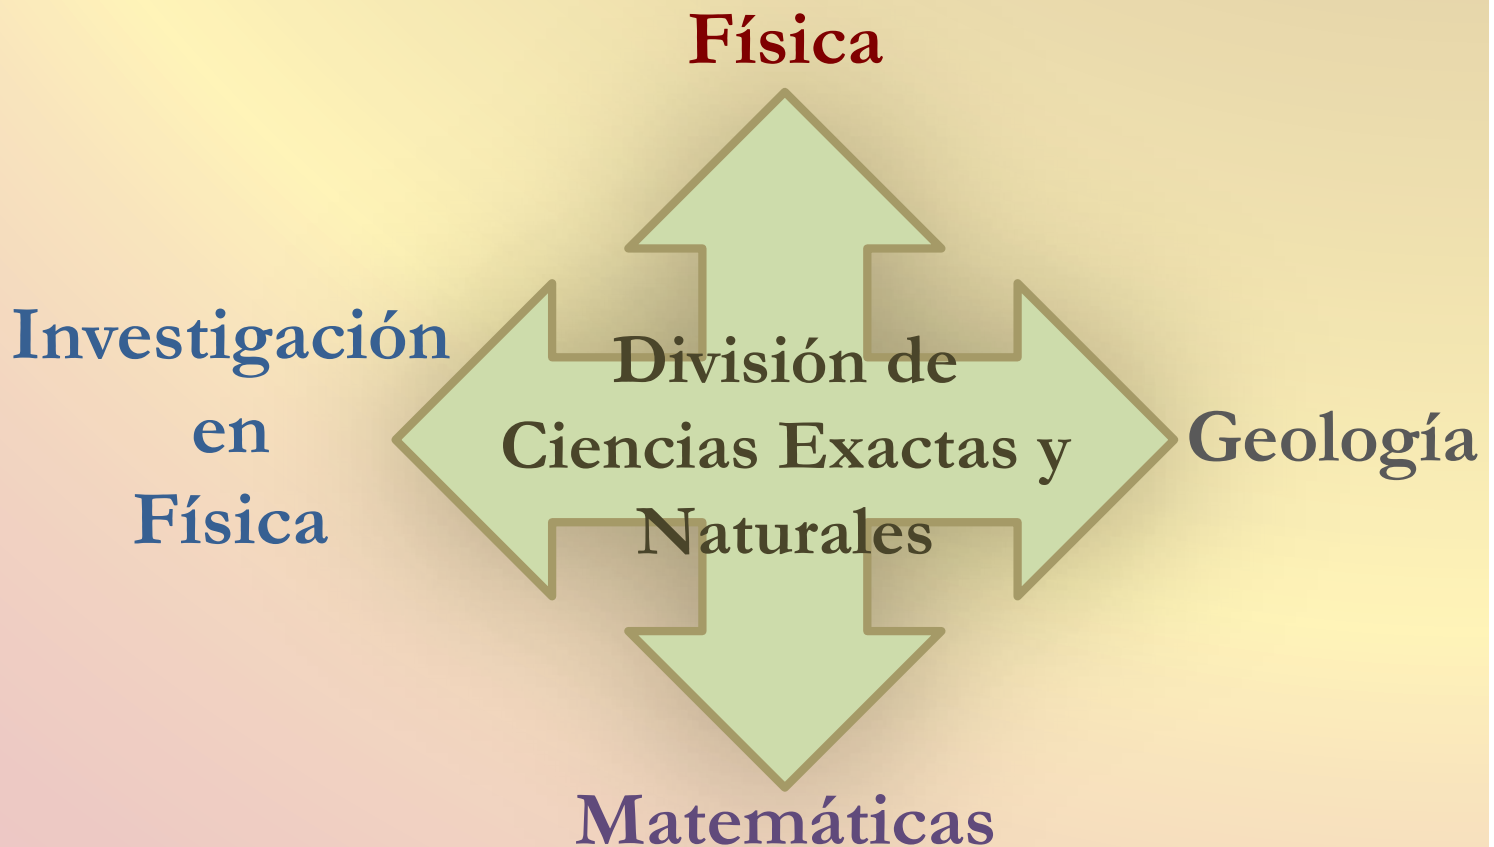 Física
Investigación
en
Física
División de
Ciencias Exactas y
Naturales
Geología
Matemáticas